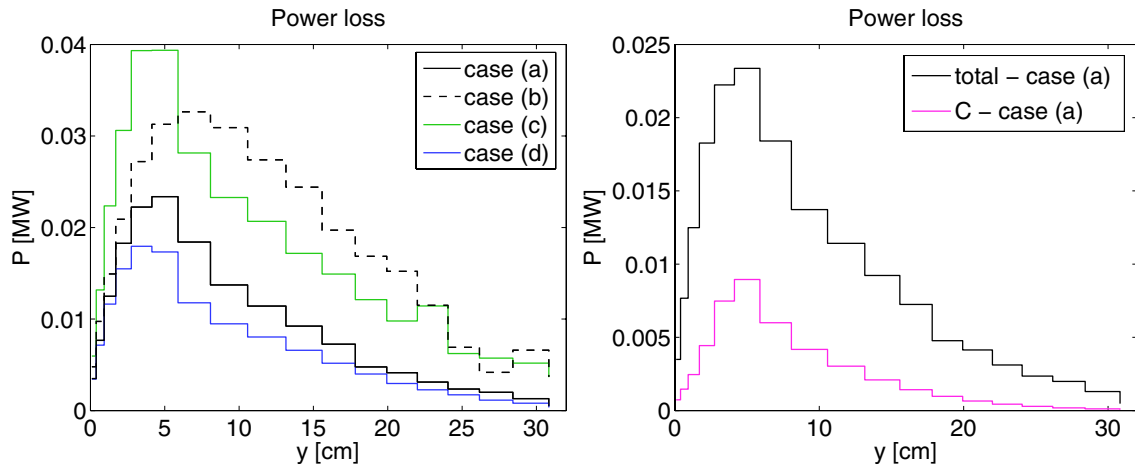 Power loss
0.04
0.03
0.02
0.01
0
P [MW]
case (a)
case (b)
case (c)
case (d)
0 5 10 15 20 25 30
y [cm]
Power loss
0.025
0.02
0.015
0.01
0.005
0
P [MW]
total − case (a)
C − case (a)
0 10 20 30
y [cm]